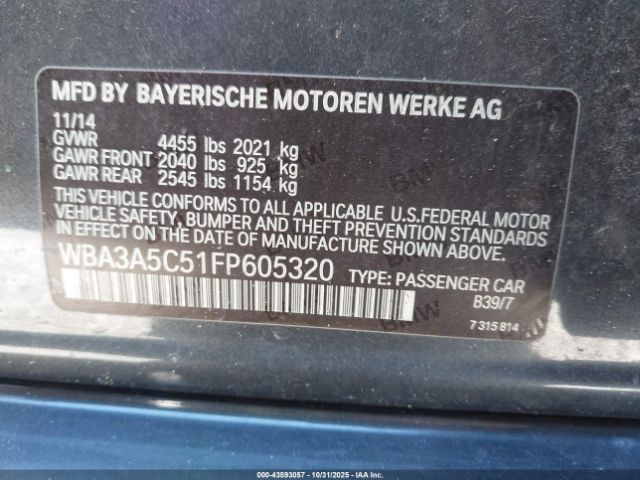 MFD BY BAYERISCHE MOTOREN WERKE AG
11/14
GVWR 4455 lbs 2021 kg
GAWR FRONT 2040 lbs 925 kg
GAWR REAR 2545 lbs 1154 kg
THIS VEHICLE CONFORMS TO ALL APPLICABLE U.S.FEDERAL MOTOR
VEHICLE SAFETY, BUMPER AND THEFT PREVENTION STANDARDS
IN EFFECT ON THE DATE OF MANUFACTURE SHOWN ABOVE.
WBA3A5C51FP605320 TYPE: PASSENGER CAR
B39/7
7 315 814
BMW
000-43593057 - 10/31/2025 - IAAI.COM